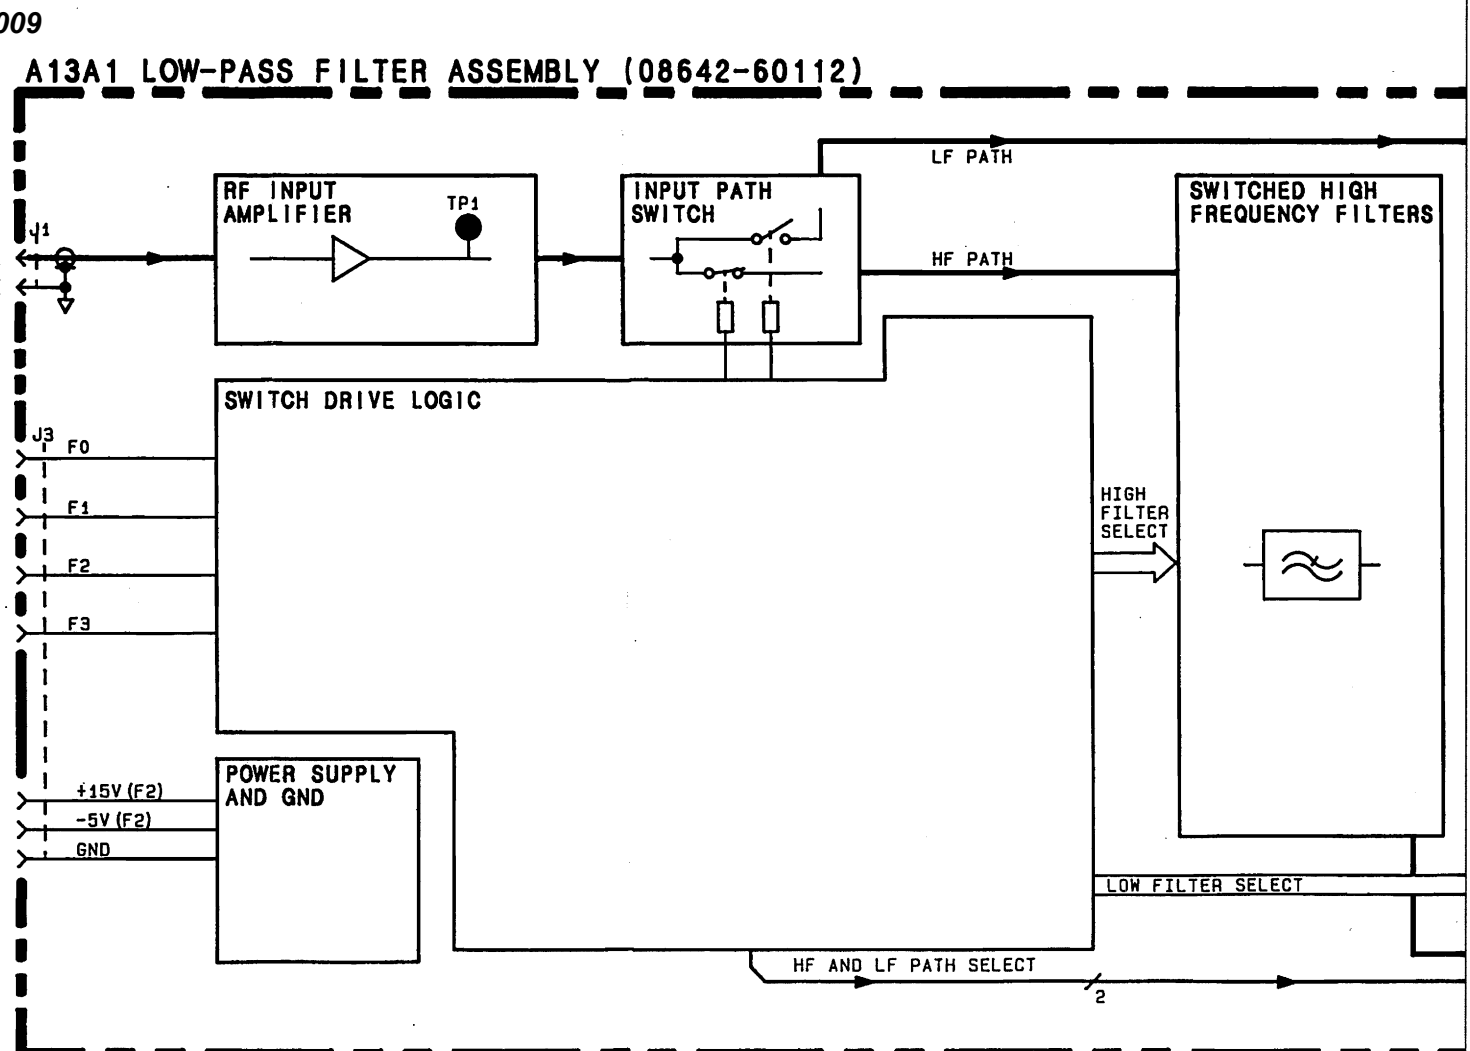 009
A13A1 LOW-PASS FILTER ASSEMBLY (08642-60112)
LF PATH
RF INPUT
AMPLIFIER
TP1
INPUT PATH
SWITCH
SWITCHED HIGH
FREQUENCY FILTERS
J1
HF PATH
SWITCH DRIVE LOGIC
J3
F0
F1
F2
F3
HIGH
FILTER
SELECT
POWER SUPPLY
AND GND
+15V (F2)
-5V (F2)
GND
LOW FILTER SELECT
HF AND LF PATH SELECT
2